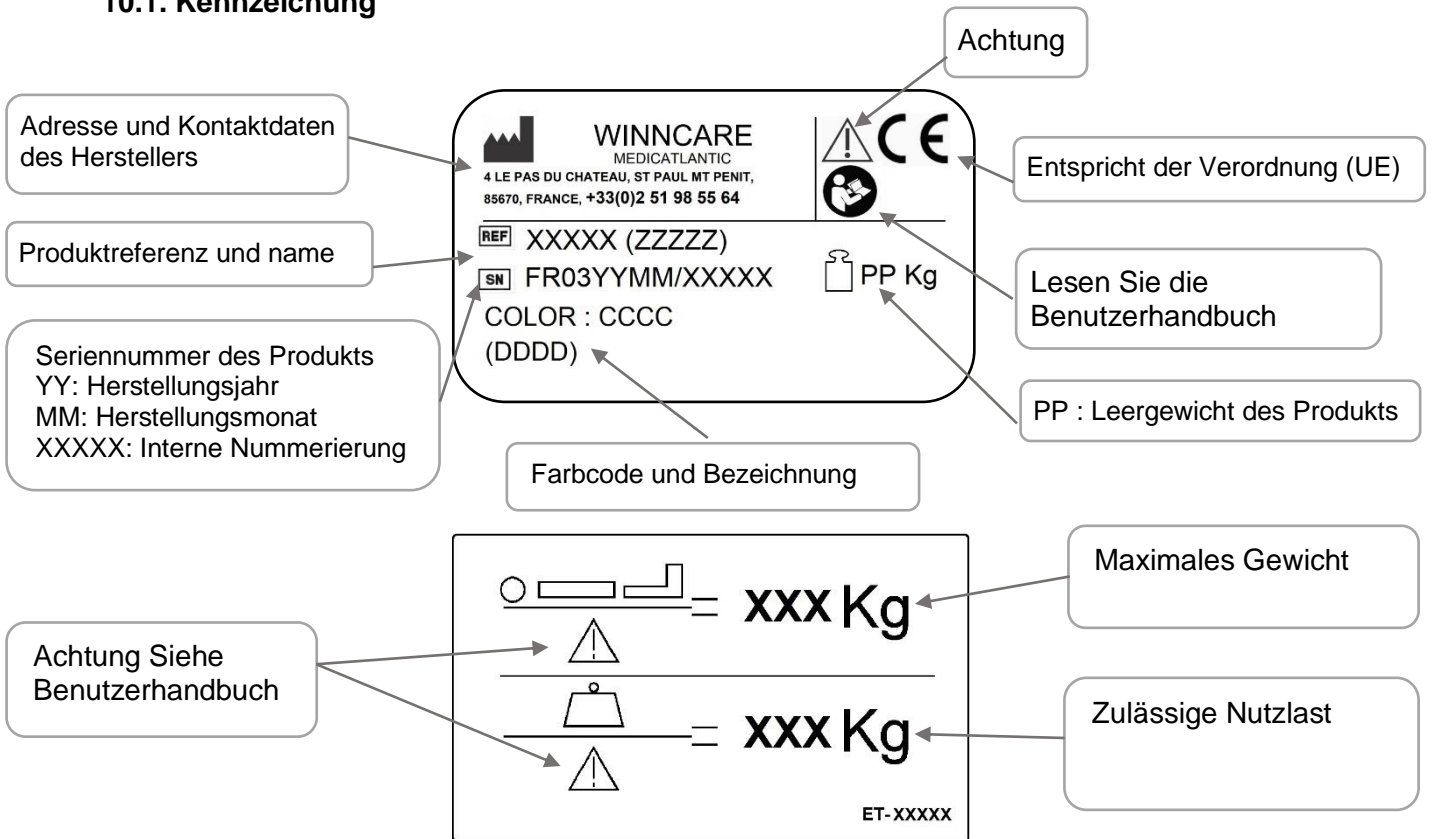 10.1. Kennzeichung
Achtung
Adresse und Kontaktdaten
des Herstellers
WINNCARE
MEDICATLANTIC
4 LE PAS DU CHATEAU, ST PAUL MT PENIT,
85670, FRANCE, +33(0)2 51 98 55 64
CE
Entspricht der Verordnung (UE)
Produktreferenz und name
REF XXXXX (ZZZZZ)
SN FR03YYMM/XXXXX
PP Kg
COLOR : CCCC
(DDDD)
Lesen Sie die
Benutzerhandbuch
Seriennummer des Produkts
YY: Herstellungsjahr
MM: Herstellungsmonat
XXXXX: Interne Nummerierung
PP : Leergewicht des Produkts
Farbcode und Bezeichnung
= XXX Kg
Maximales Gewicht
Achtung Siehe
Benutzerhandbuch
= XXX Kg
Zulässige Nutzlast
ET-XXXXX